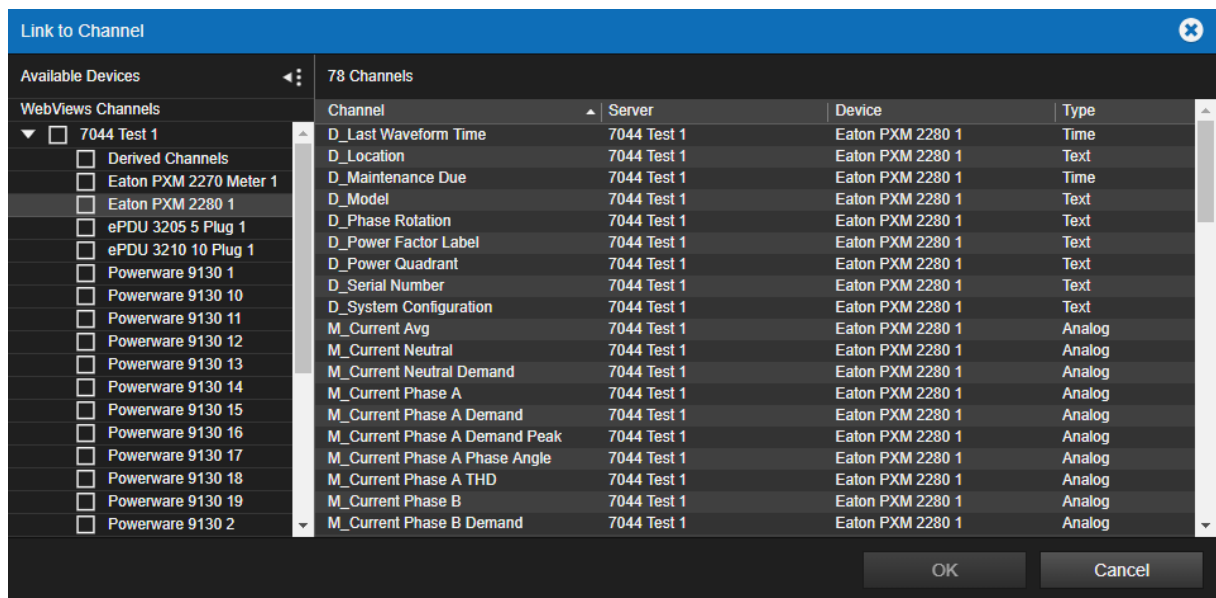 Link to Channel
Available Devices
78 Channels
WebViews Channels
Channel Server Device Type
7044 Test 1
Derived Channels
Eaton PXM 2270 Meter 1
Eaton PXM 2280 1
ePDU 3205 5 Plug 1
ePDU 3210 10 Plug 1
Powerware 9130 1
Powerware 9130 10
Powerware 9130 11
Powerware 9130 12
Powerware 9130 13
Powerware 9130 14
Powerware 9130 15
Powerware 9130 16
Powerware 9130 17
Powerware 9130 18
Powerware 9130 19
Powerware 9130 2
D_Last Waveform Time 7044 Test 1 Eaton PXM 2280 1 Time
D_Location 7044 Test 1 Eaton PXM 2280 1 Text
D_Maintenance Due 7044 Test 1 Eaton PXM 2280 1 Time
D_Model 7044 Test 1 Eaton PXM 2280 1 Text
D_Phase Rotation 7044 Test 1 Eaton PXM 2280 1 Text
D_Power Factor Label 7044 Test 1 Eaton PXM 2280 1 Text
D_Power Quadrant 7044 Test 1 Eaton PXM 2280 1 Text
D_Serial Number 7044 Test 1 Eaton PXM 2280 1 Text
D_System Configuration 7044 Test 1 Eaton PXM 2280 1 Text
M_Current Avg 7044 Test 1 Eaton PXM 2280 1 Analog
M_Current Neutral 7044 Test 1 Eaton PXM 2280 1 Analog
M_Current Neutral Demand 7044 Test 1 Eaton PXM 2280 1 Analog
M_Current Phase A 7044 Test 1 Eaton PXM 2280 1 Analog
M_Current Phase A Demand 7044 Test 1 Eaton PXM 2280 1 Analog
M_Current Phase A Demand Peak 7044 Test 1 Eaton PXM 2280 1 Analog
M_Current Phase A Phase Angle 7044 Test 1 Eaton PXM 2280 1 Analog
M_Current Phase A THD 7044 Test 1 Eaton PXM 2280 1 Analog
M_Current Phase B 7044 Test 1 Eaton PXM 2280 1 Analog
M_Current Phase B Demand 7044 Test 1 Eaton PXM 2280 1 Analog
OK Cancel